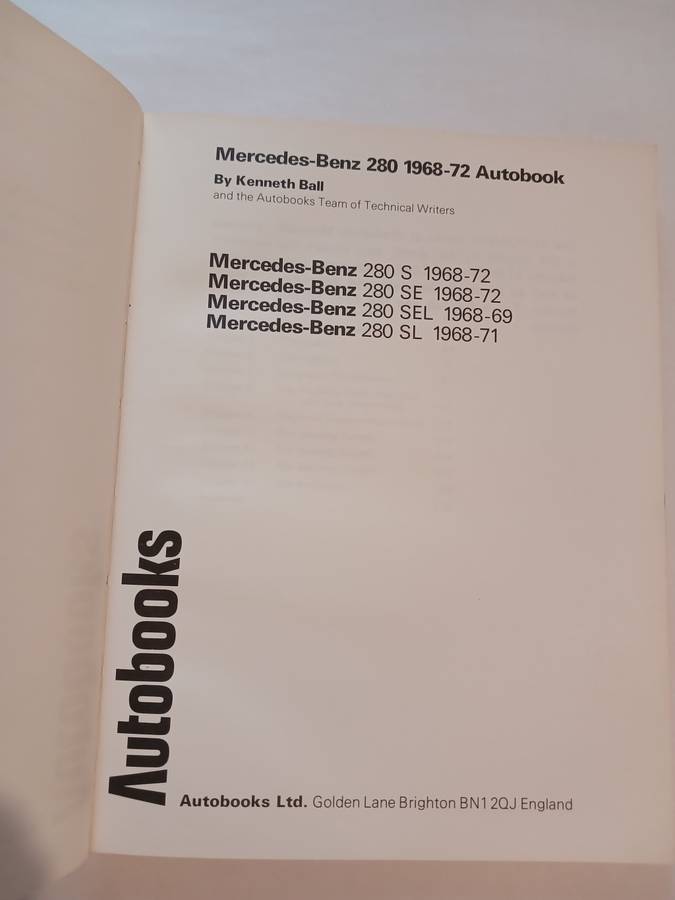 Mercedes-Benz 280 1968-72 Autobook
By Kenneth Ball
and the Autobooks Team of Technical Writers
Mercedes-Benz 280 S 1968-72
Mercedes-Benz 280 SE 1968-72
Mercedes-Benz 280 SEL 1968-69
Mercedes-Benz 280 SL 1968-71
Autobooks
Autobooks Ltd. Golden Lane Brighton BN1 2QJ England